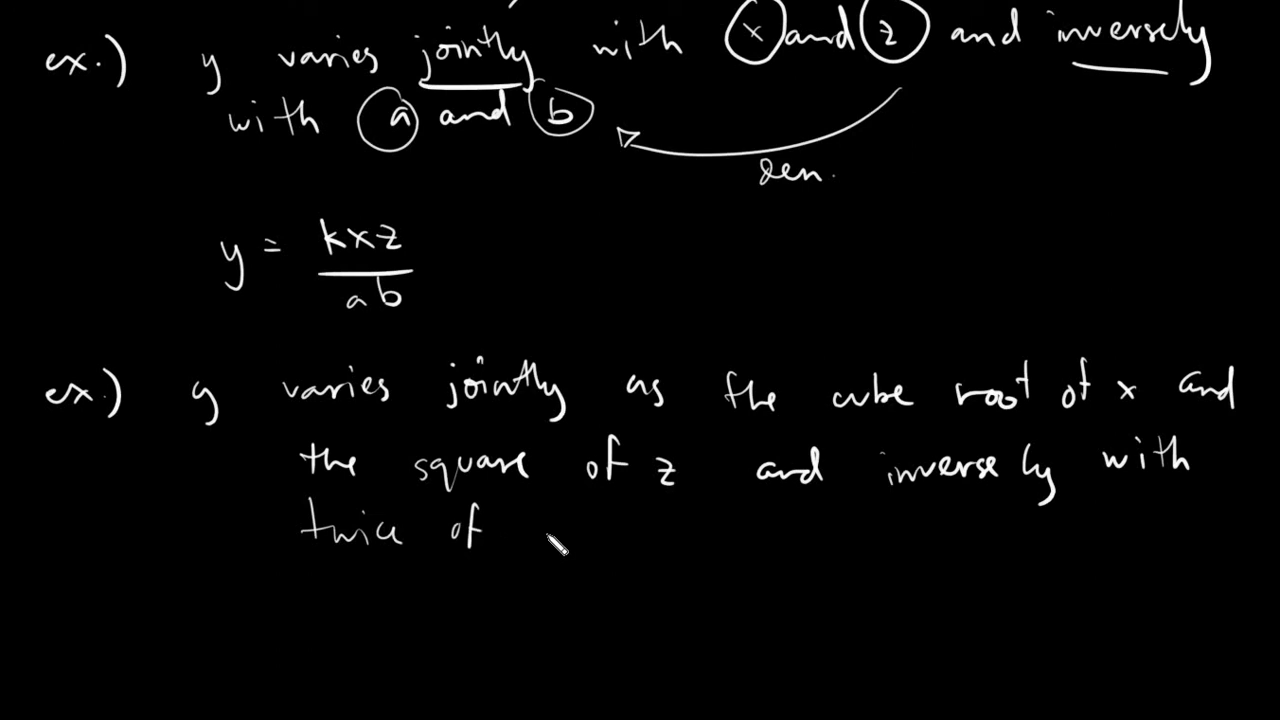 ex.) y varies jointly with x and z and inversely
with a and b
den.
y = kxz
ab
ex.) y varies jointly as the cube root of x and
the square of z and inversely with
twice of